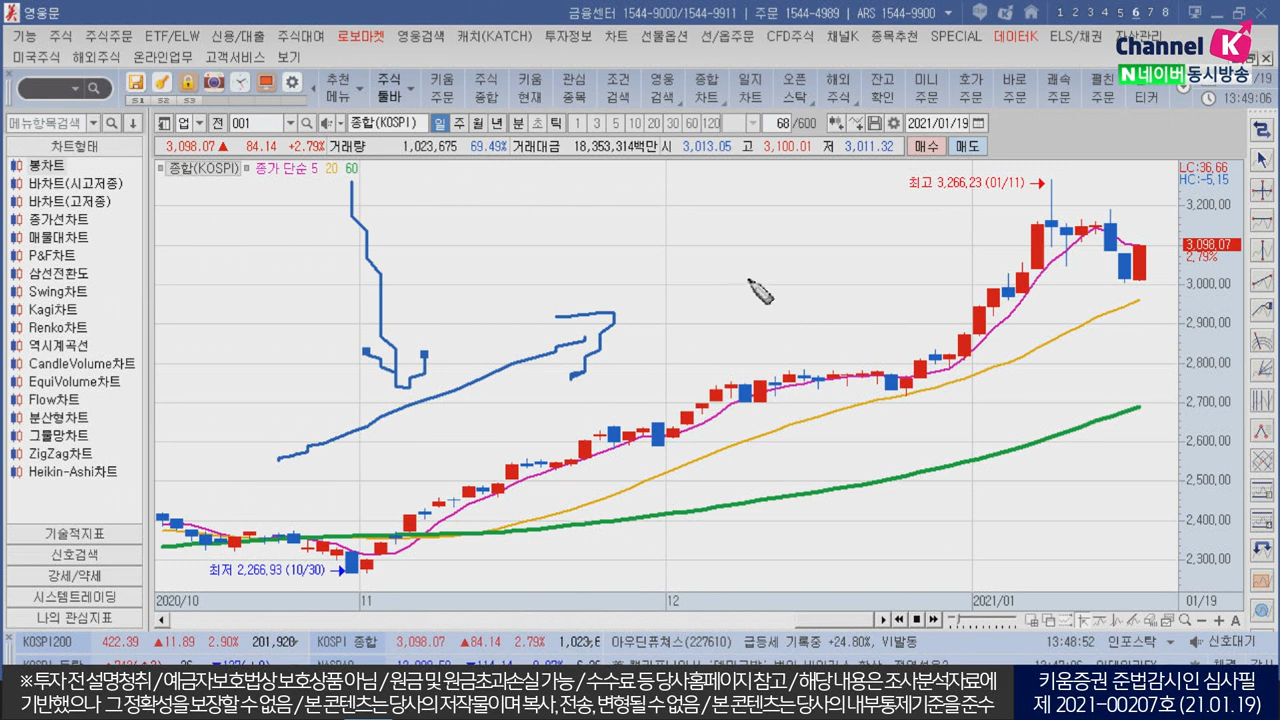 영웅문
금융센터 1544-9000/1544-9911 | 주문 1544-4989 | ARS 1544-9900
1 2 3 4 5 6 7 8
기능 주식 주식주문 ETF/ELW 신용/대출 주식대여 로보마켓 영웅검색 캐치(KATCH) 투자정보 차트 선물옵션 선/옵주문 CFD주식 채널K 종목추천 SPECIAL 데이터K ELS/채권 자산관리
미국주식 해외주식 온라인업무 고객서비스 보기
Channel K
N네이버 동시방송
S1 S2 S3
추천 메뉴
주식 툴바
키움 주문
주식 종합
키움 현재
관심 종목
조건 검색
영웅 검색
종합 차트
일지 차트
오픈 스탁
해외 주식
잔고 확인
미니 주문
호가 주문
바로 주문
쾌속 주문
팔친 주문
티커
13:49:06
메뉴항목검색
업 전 001 종합(KOSPI) 일 주 월 년 분 초 틱 1 3 5 10 20 30 60 120 68 /600 2021/01/19
3,098.07 ▲ 84.14 +2.79% 거래량 1,023,675 69.49% 거래대금 18,353,314백만 시 3,013.05 고 3,100.01 저 3,011.32 매수 매도
차트형태
봉차트
바차트(시고저종)
바차트(고저종)
종가선차트
매물대차트
P&F차트
삼선전환도
Swing차트
Kagi차트
Renko차트
역시계곡선
CandleVolume차트
EquiVolume차트
Flow차트
분산형차트
그물망차트
ZigZag차트
Heikin-Ashi차트
기술적지표
신호검색
강세/약세
시스템트레이딩
나의 관심지표
종합(KOSPI) 종가 단순 5 20 60
최고 3,266,23 (01/11)
최저 2,266,93 (10/30)
LC:36,66
HC:-5,15
3,200,00
3,098,07
2,79%
3,000,00
2,900,00
2,800,00
2,700,00
2,600,00
2,500,00
2,400,00
2,300,00
2020/10 11 12 2021/01 01/19
KOSPI200 422.39 ▲11.89 2.90% 201,920 KOSPI 종합 3,098.07 ▲84.14 2.79% 1,023,6 아우딘퓨쳐스(227610) 급등세 기록중 +24.80%, VI발동 13:48:52 인포스탁 신호대기
※ 투자 전 설명청취 / 예금자보호법상 보호상품 아님 / 원금 및 원금초과손실 가능 / 수수료 등 당사홈페이지 참고 / 해당 내용은 조사분석자료에
기반했으나 그 정확성을 보장할 수 없음 / 본 콘텐츠는 당사의 저작물이며 복사, 전송, 변형될 수 없음 / 본 콘텐츠는 당사의 내부통제기준을 준수
키움증권 준법감시인 심사필
제 2021-00207호 (21.01.19)